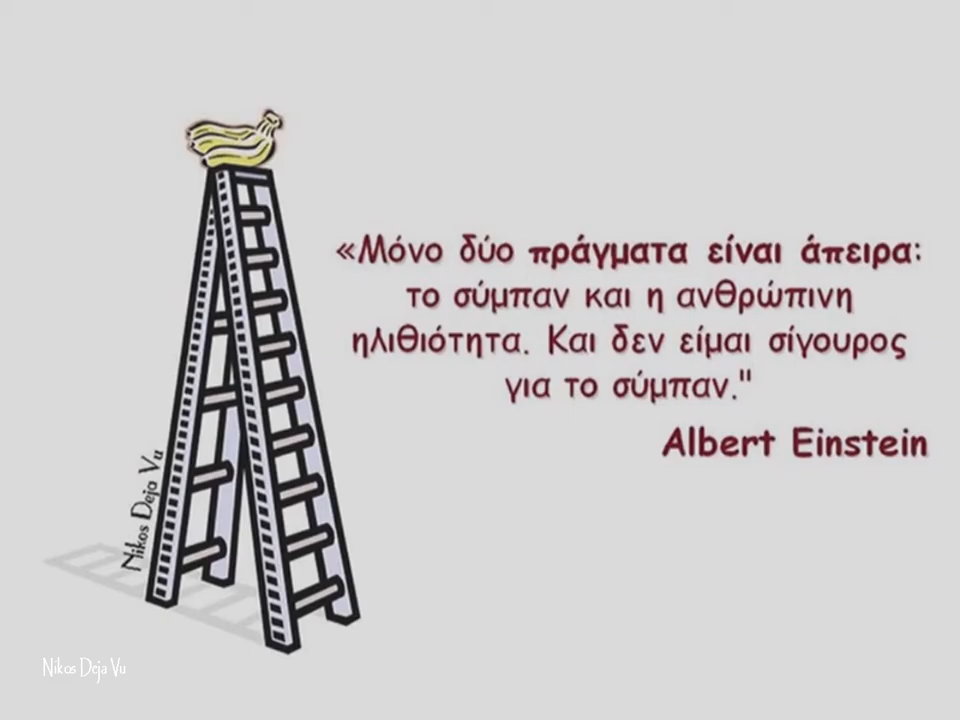 «Μόνο δύο πράγματα είναι άπειρα:
το σύμπαν και η ανθρώπινη
ηλιθιότητα. Και δεν είμαι σίγουρος
για το σύμπαν."
Albert Einstein
Nikos Deja Vu
Nikos Deja Vu